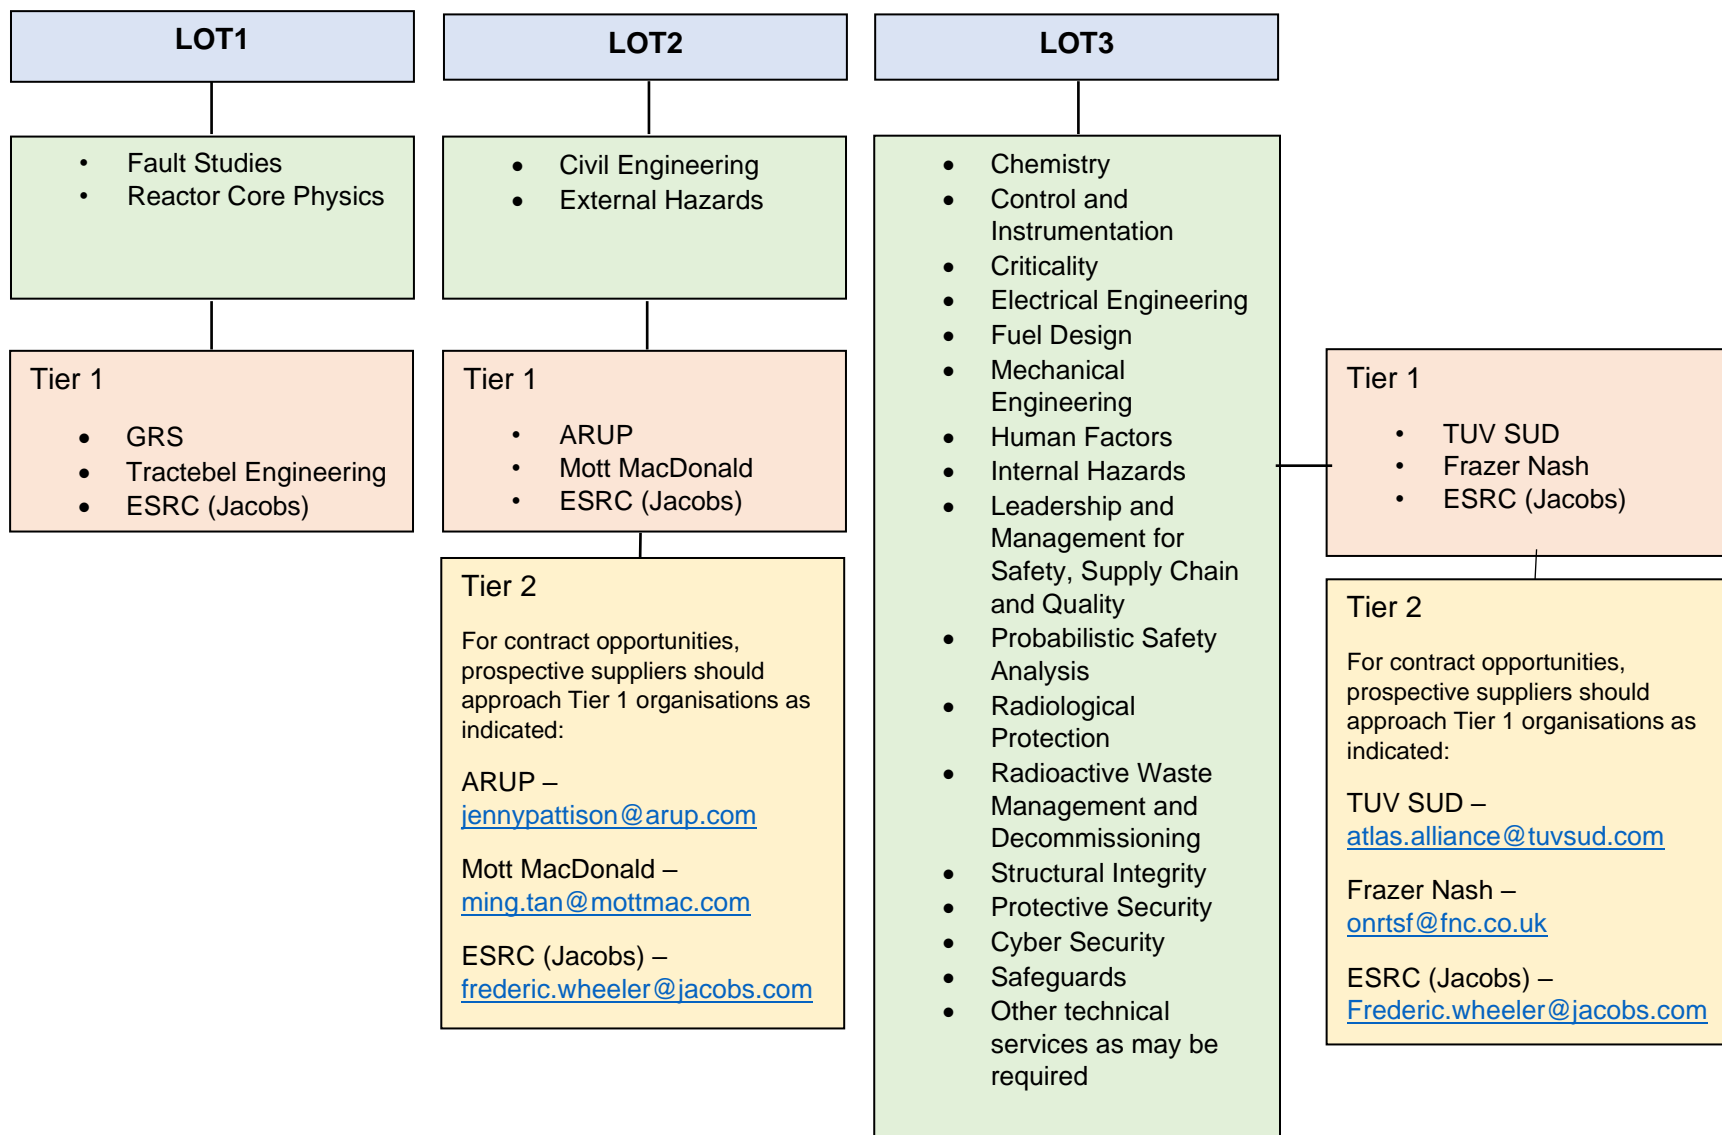 LOT1
• Fault Studies
• Reactor Core Physics
Tier 1
• GRS
• Tractebel Engineering
• ESRC (Jacobs)
LOT2
• Civil Engineering
• External Hazards
Tier 1
• ARUP
• Mott MacDonald
• ESRC (Jacobs)
Tier 2
For contract opportunities,
prospective suppliers should
approach Tier 1 organisations as
indicated:
ARUP –
jennypattison@arup.com
Mott MacDonald –
ming.tan@mottmac.com
ESRC (Jacobs) –
frederic.wheeler@jacobs.com
LOT3
• Chemistry
• Control and
Instrumentation
• Criticality
• Electrical Engineering
• Fuel Design
• Mechanical
Engineering
• Human Factors
• Internal Hazards
• Leadership and
Management for
Safety, Supply Chain
and Quality
• Probabilistic Safety
Analysis
• Radiological
Protection
• Radioactive Waste
Management and
Decommissioning
• Structural Integrity
• Protective Security
• Cyber Security
• Safeguards
• Other technical
services as may be
required
Tier 1
• TUV SUD
• Frazer Nash
• ESRC (Jacobs)
Tier 2
For contract opportunities,
prospective suppliers should
approach Tier 1 organisations as
indicated:
TUV SUD –
atlas.alliance@tuvsud.com
Frazer Nash –
onrtsf@fnc.co.uk
ESRC (Jacobs) –
Frederic.wheeler@jacobs.com